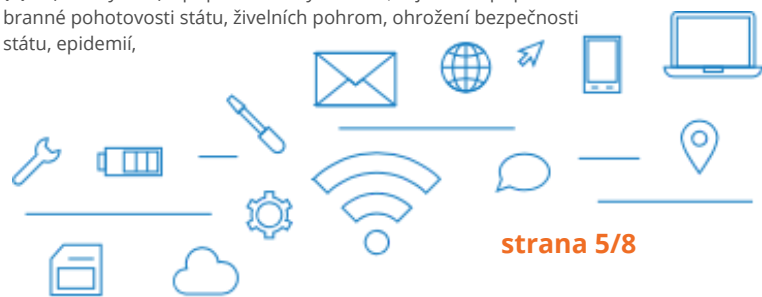 branné pohotovosti státu, živelních pohrom, ohrožení bezpečnosti
státu, epidemií,
strana 5/8